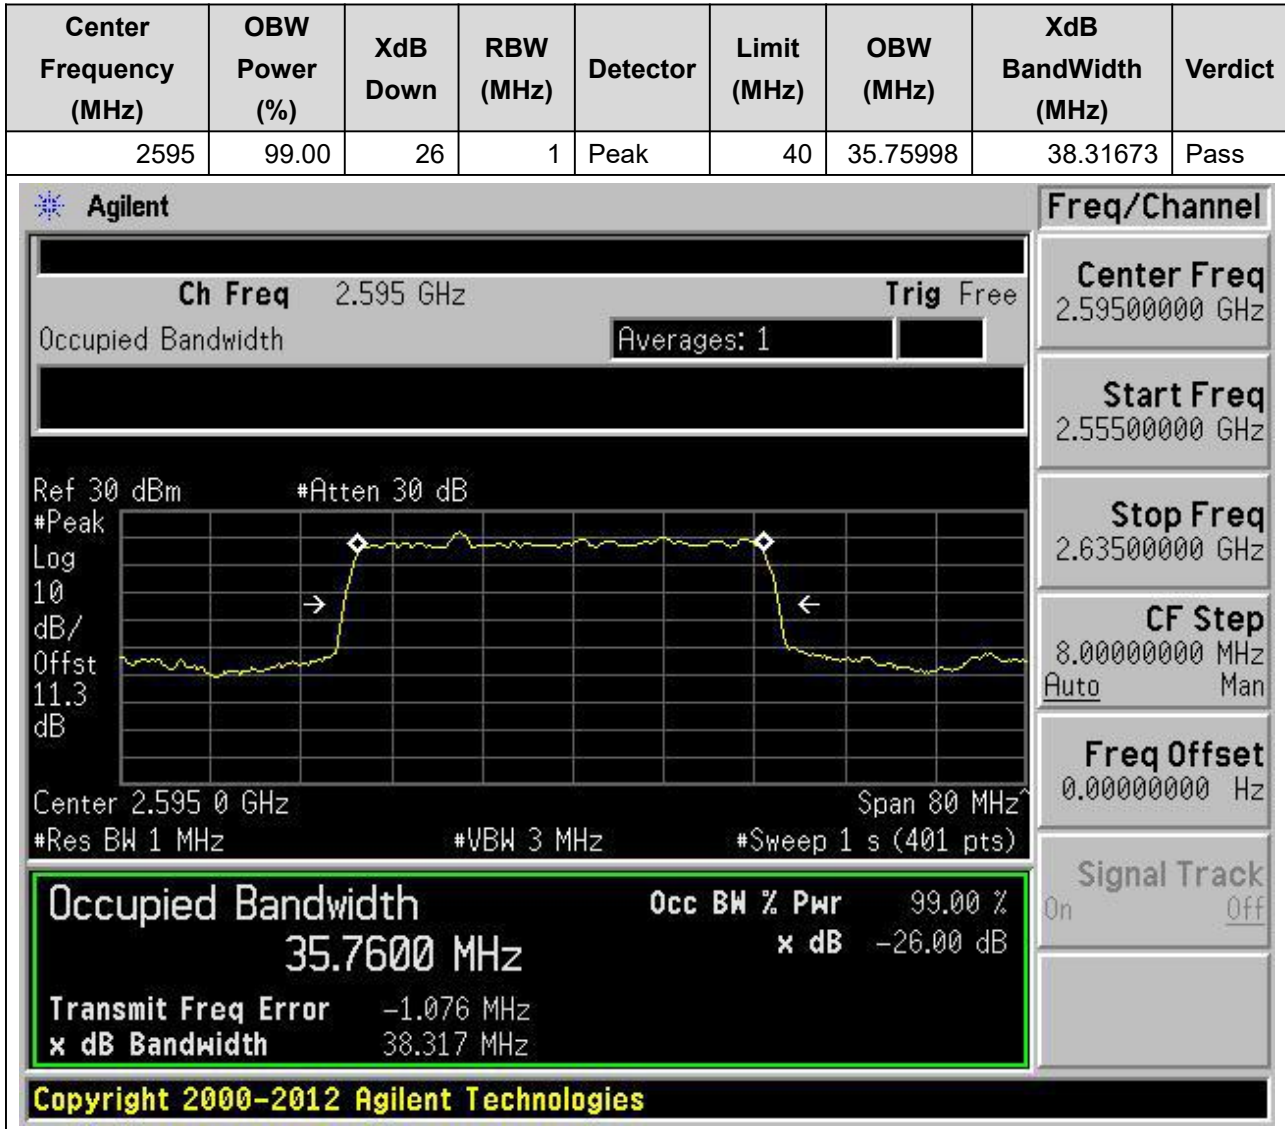 Center Frequency (MHz) OBW Power (%) XdB Down RBW (MHz) Detector Limit (MHz) OBW (MHz) XdB BandWidth (MHz) Verdict
2595 99.00 26 1 Peak 40 35.75998 38.31673 Pass
Agilent
Freq/Channel
Ch Freq 2.595 GHz Trig Free
Occupied Bandwidth Averages: 1
Center Freq
2.59500000 GHz
Start Freq
2.55500000 GHz
Stop Freq
2.63500000 GHz
CF Step
8.00000000 MHz
Auto Man
Freq Offset
0.00000000 Hz
Signal Track
On Off
Ref 30 dBm #Atten 30 dB
#Peak
Log
10
dB/
Offst
11.3
dB
Center 2.595 0 GHz Span 80 MHz^
#Res BW 1 MHz #VBW 3 MHz #Sweep 1 s (401 pts)
Occupied Bandwidth Occ BW % Pwr 99.00 %
35.7600 MHz x dB -26.00 dB
Transmit Freq Error -1.076 MHz
x dB Bandwidth 38.317 MHz
Copyright 2000-2012 Agilent Technologies